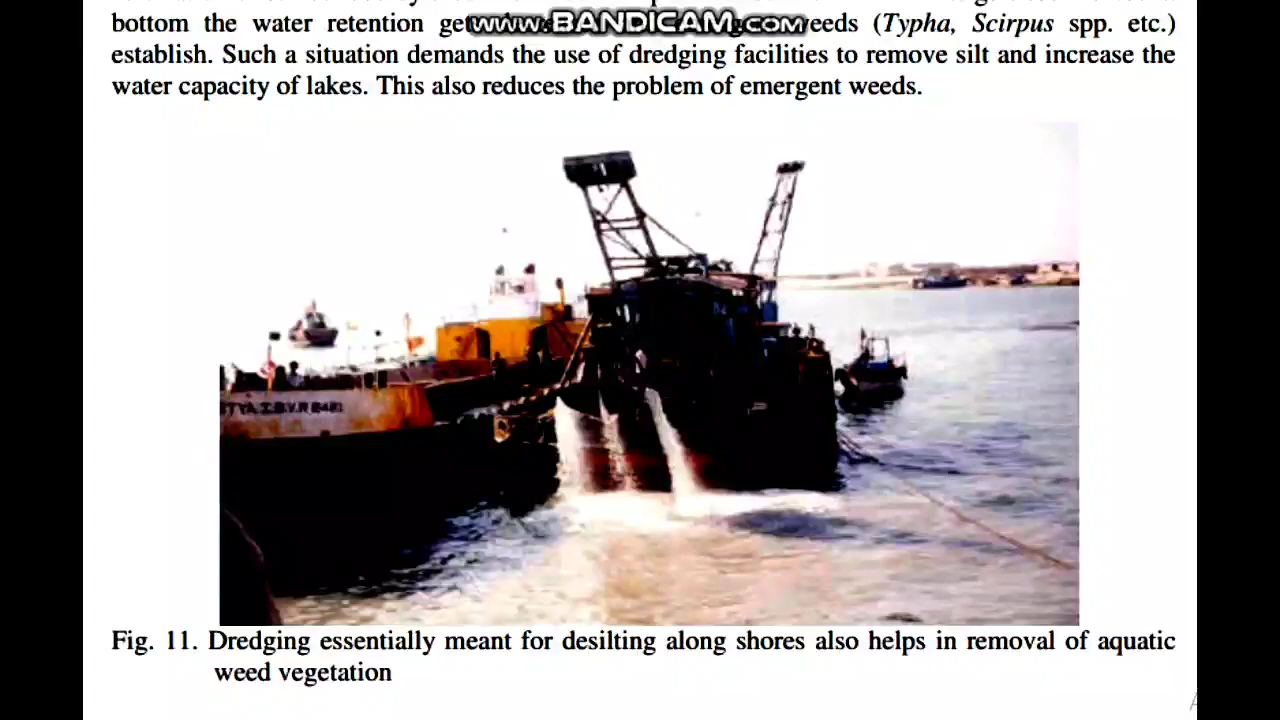 www.BANDICAM.com
bottom the water retention get weeds (Typha, Scirpus spp. etc.)
establish. Such a situation demands the use of dredging facilities to remove silt and increase the
water capacity of lakes. This also reduces the problem of emergent weeds.
Fig. 11. Dredging essentially meant for desilting along shores also helps in removal of aquatic
weed vegetation